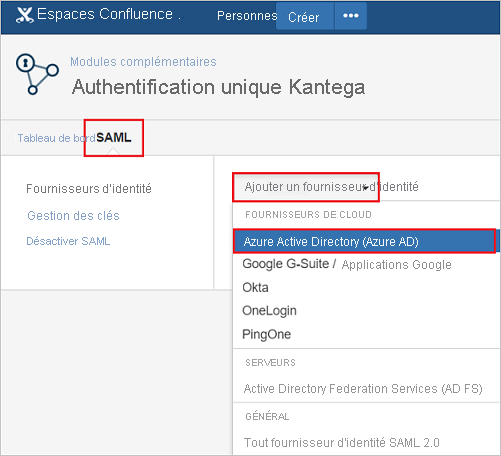 Espaces Confluence . Personnes Créer •••
Modules complémentaires
Authentification unique Kantega
Tableau de bord SAML
Fournisseurs d'identité
Gestion des clés
Désactiver SAML
Ajouter un fournisseur d'identité
FOURNISSEURS DE CLOUD
Azure Active Directory (Azure AD)
Google G-Suite / Applications Google
Okta
OneLogin
PingOne
SERVEURS
Active Directory Federation Services (AD FS)
GÉNÉRAL
Tout fournisseur d'identité SAML 2.0